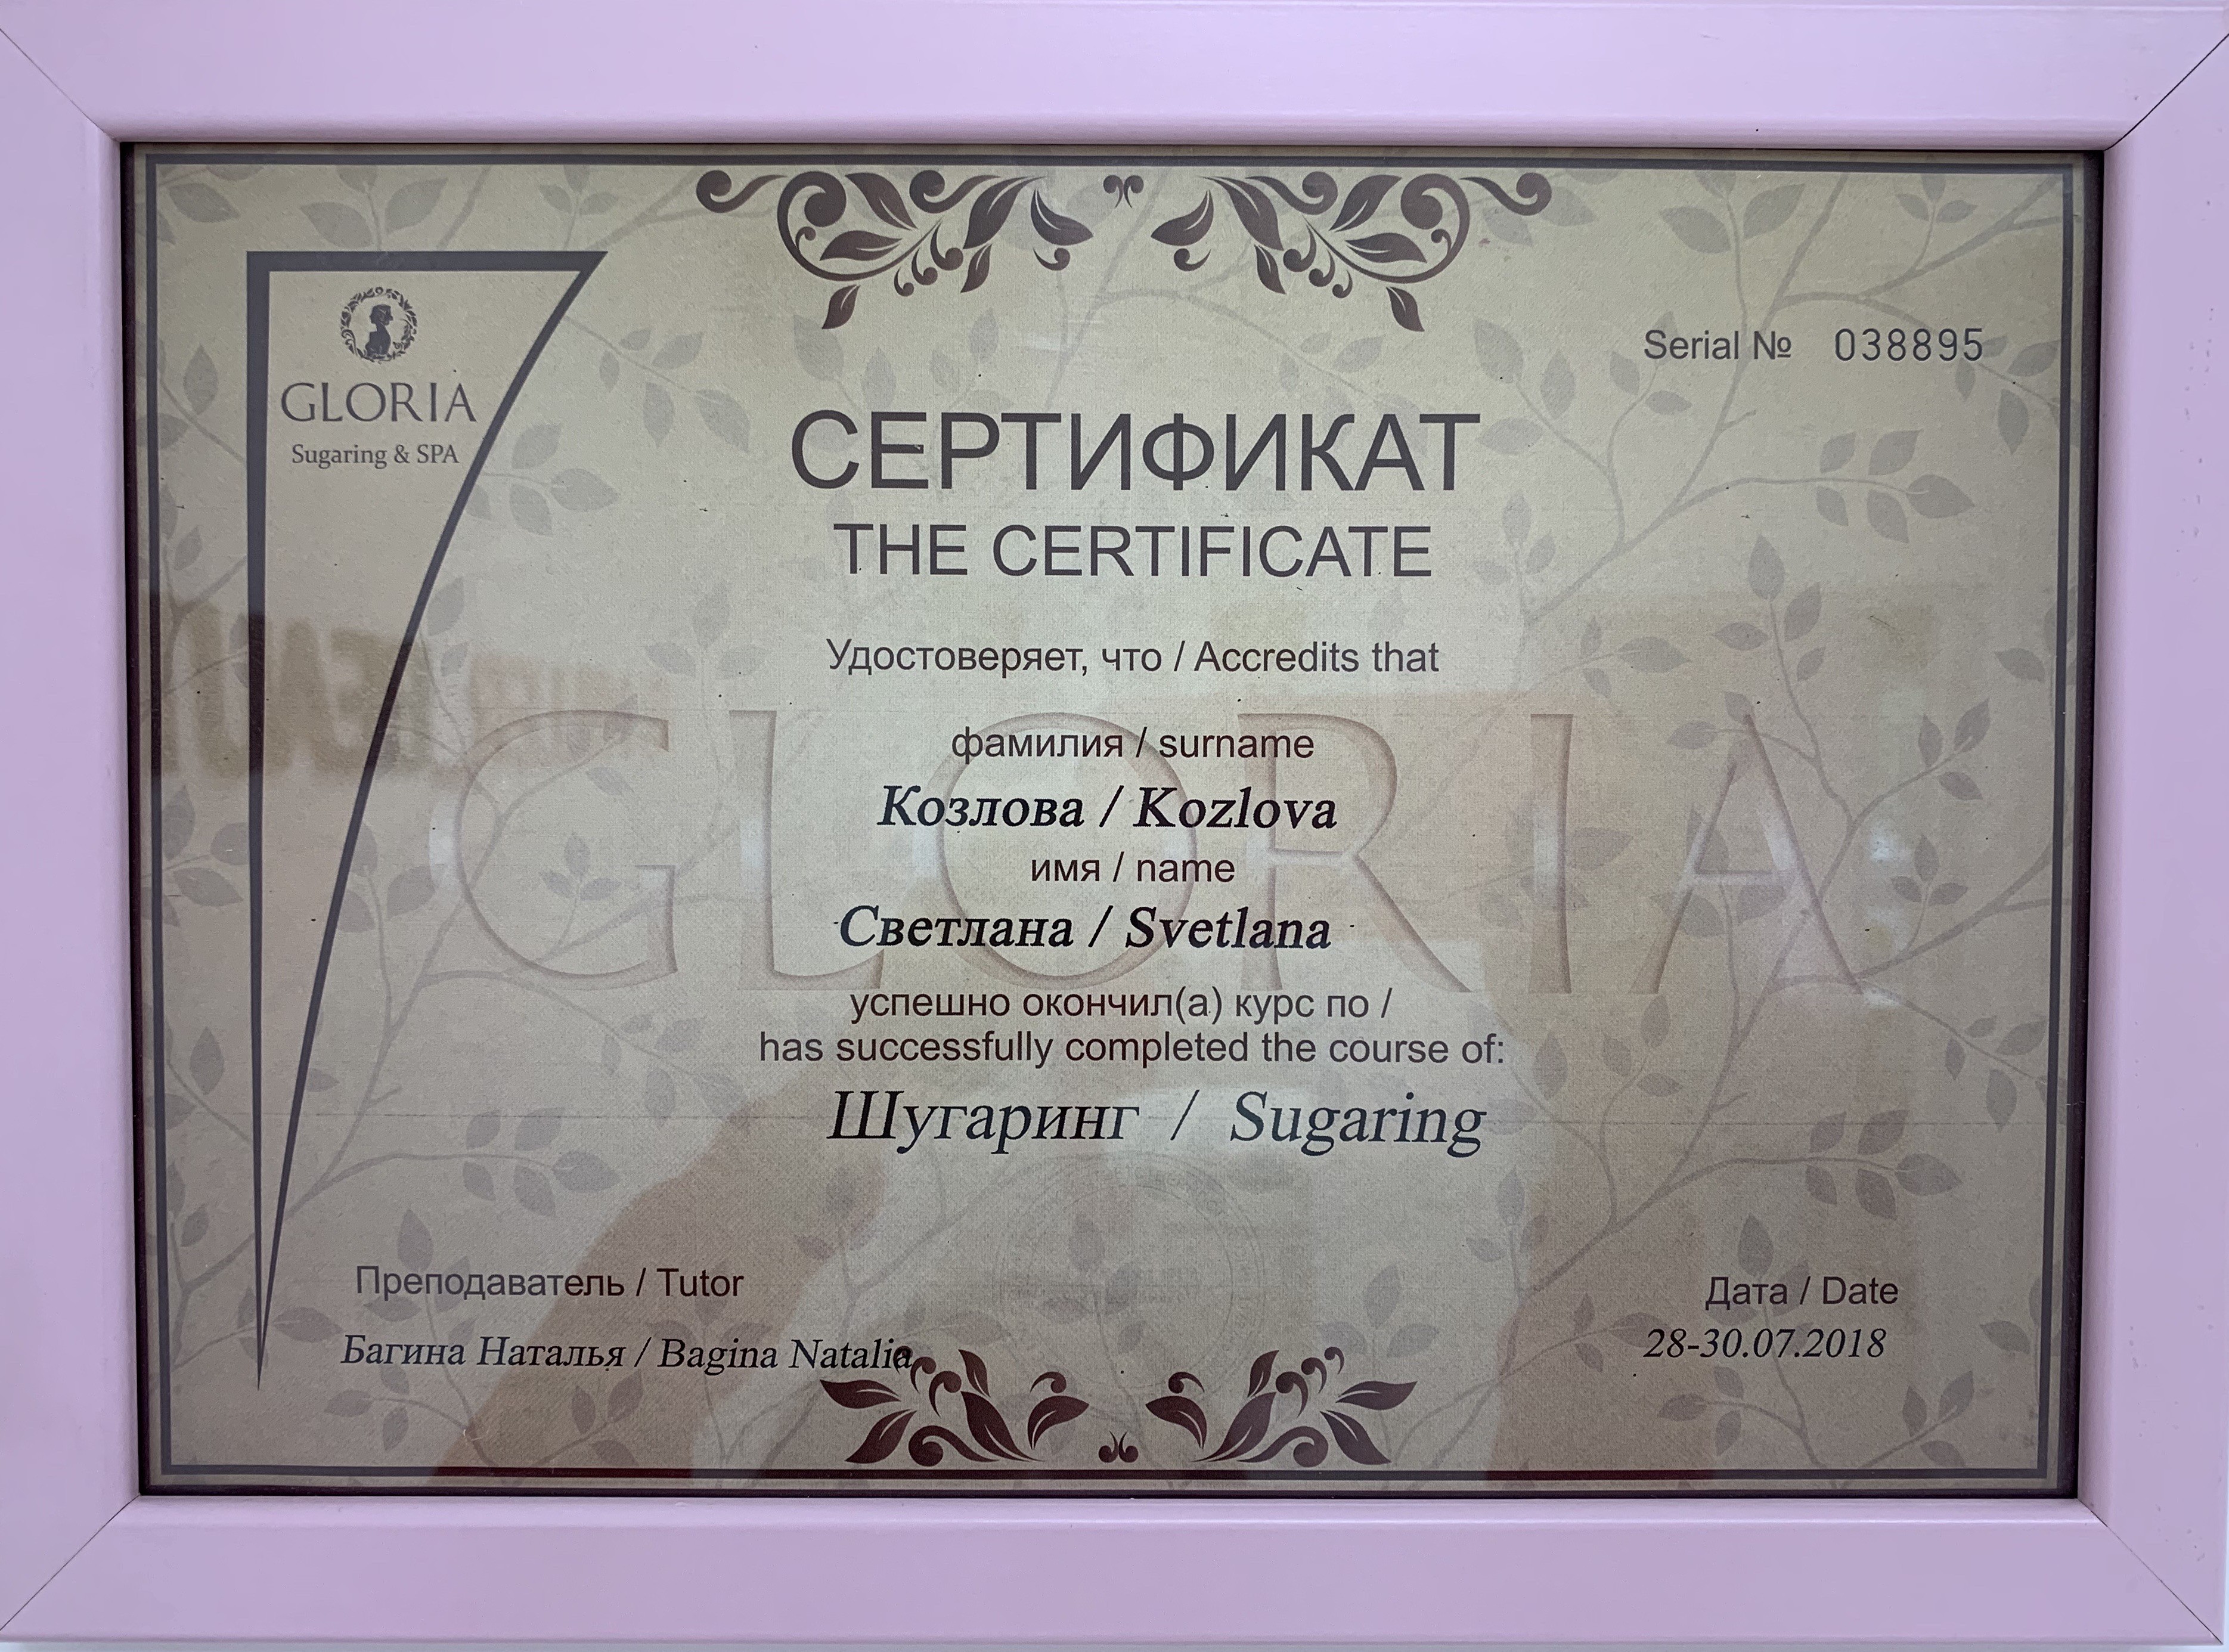 GLORIA
Sugaring & SPA
Serial № 038895
СЕРТИФИКАТ
THE CERTIFICATE
Удостоверяет, что / Accredits that
GLORIA
фамилия / surname
Козлова / Kozlova
имя / name
Светлана / Svetlana
успешно окончил(а) курс по /
has successfully completed the course of:
Шугаринг / Sugaring
Преподаватель / Tutor
Багина Наталья / Bagina Natalia
Дата / Date
28-30.07.2018